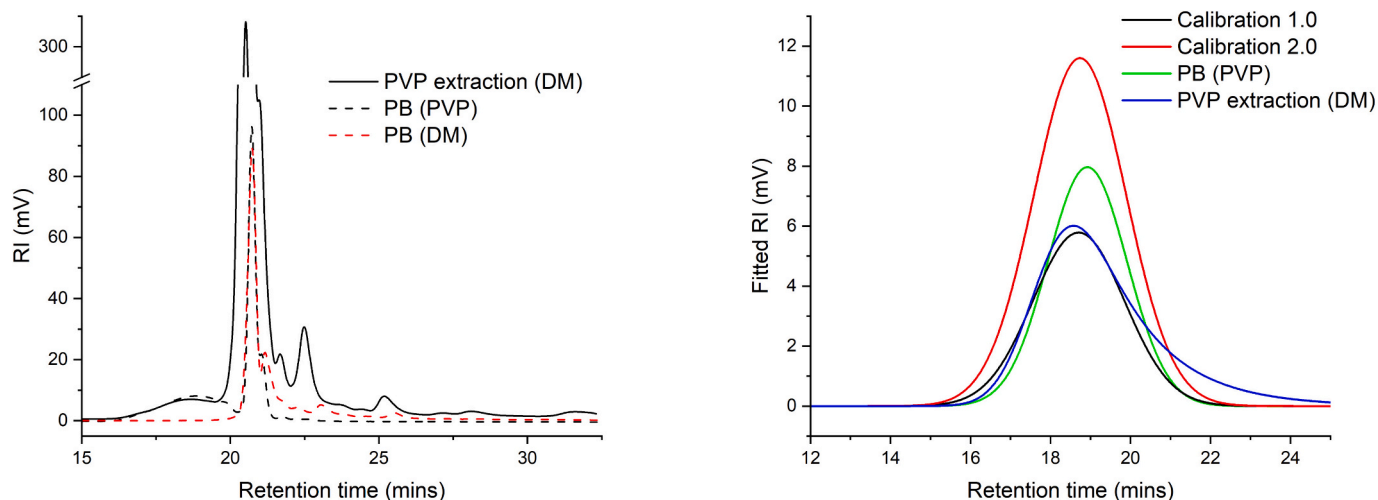 300
100
80
60
40
20
0
RI (mV)
PVP extraction (DM)
PB (PVP)
PB (DM)
15 20 25 30
Retention time (mins)
12
10
8
6
4
2
0
Fitted RI (mV)
Calibration 1.0
Calibration 2.0
PB (PVP)
PVP extraction (DM)
12 14 16 18 20 22 24
Retention time (mins)